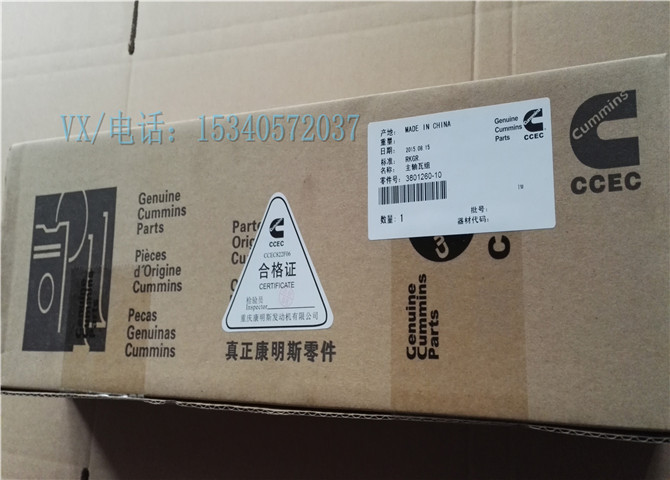 VX/电话：15340572037
产地: MADE IN CHINA
重量:
日期: 2015.09.15
标准: RKGR
名称: 主轴瓦组
零件号: 3801260-10
1M
数量: 1
批号:
器材代码:
Genuine
Cummins
Parts
CCEC
Cummins
CCEC
Genuine
Cummins
Parts
Pièces
d'Origine
Cummins
Pecas
Genuinas
Cummins
Parts
CCEC
合格证
CERTIFICATE
检验员
Inspector
重庆康明斯发动机有限公司
真正康明斯零件
Genuine
Cummins
Parts